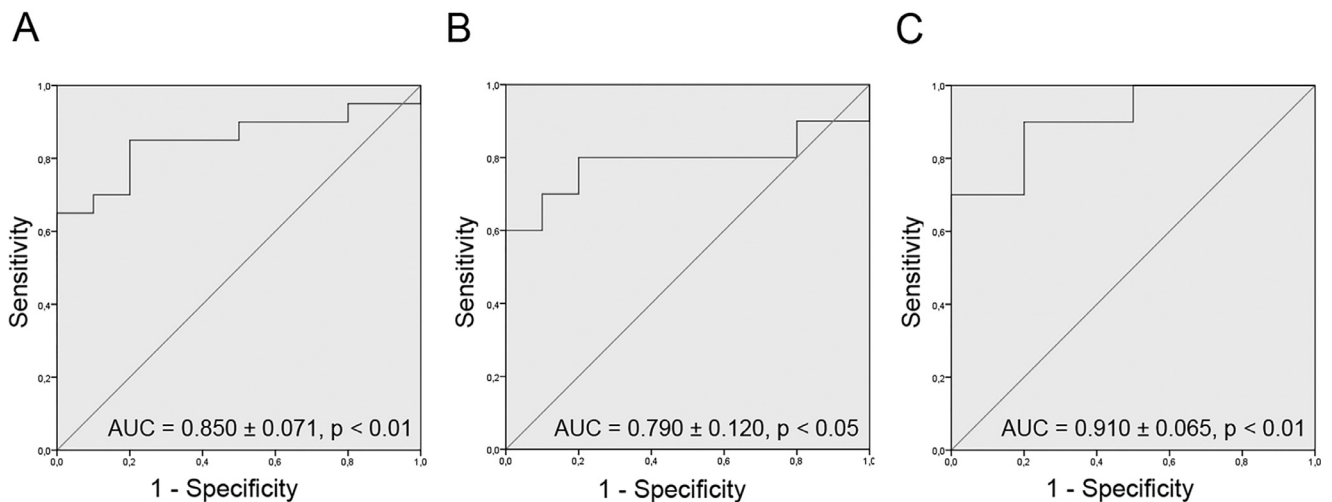 A
B
C
1,0
0,8
0,6
0,4
0,2
0,0
Sensitivity
AUC = 0.850 ± 0.071, p < 0.01
0,0 0,2 0,4 0,6 0,8 1,0
1 - Specificity
1,0
0,8
0,6
0,4
0,2
0,0
Sensitivity
AUC = 0.790 ± 0.120, p < 0.05
0,0 0,2 0,4 0,6 0,8 1,0
1 - Specificity
1,0
0,8
0,6
0,4
0,2
0,0
Sensitivity
AUC = 0.910 ± 0.065, p < 0.01
0,0 0,2 0,4 0,6 0,8 1,0
1 - Specificity